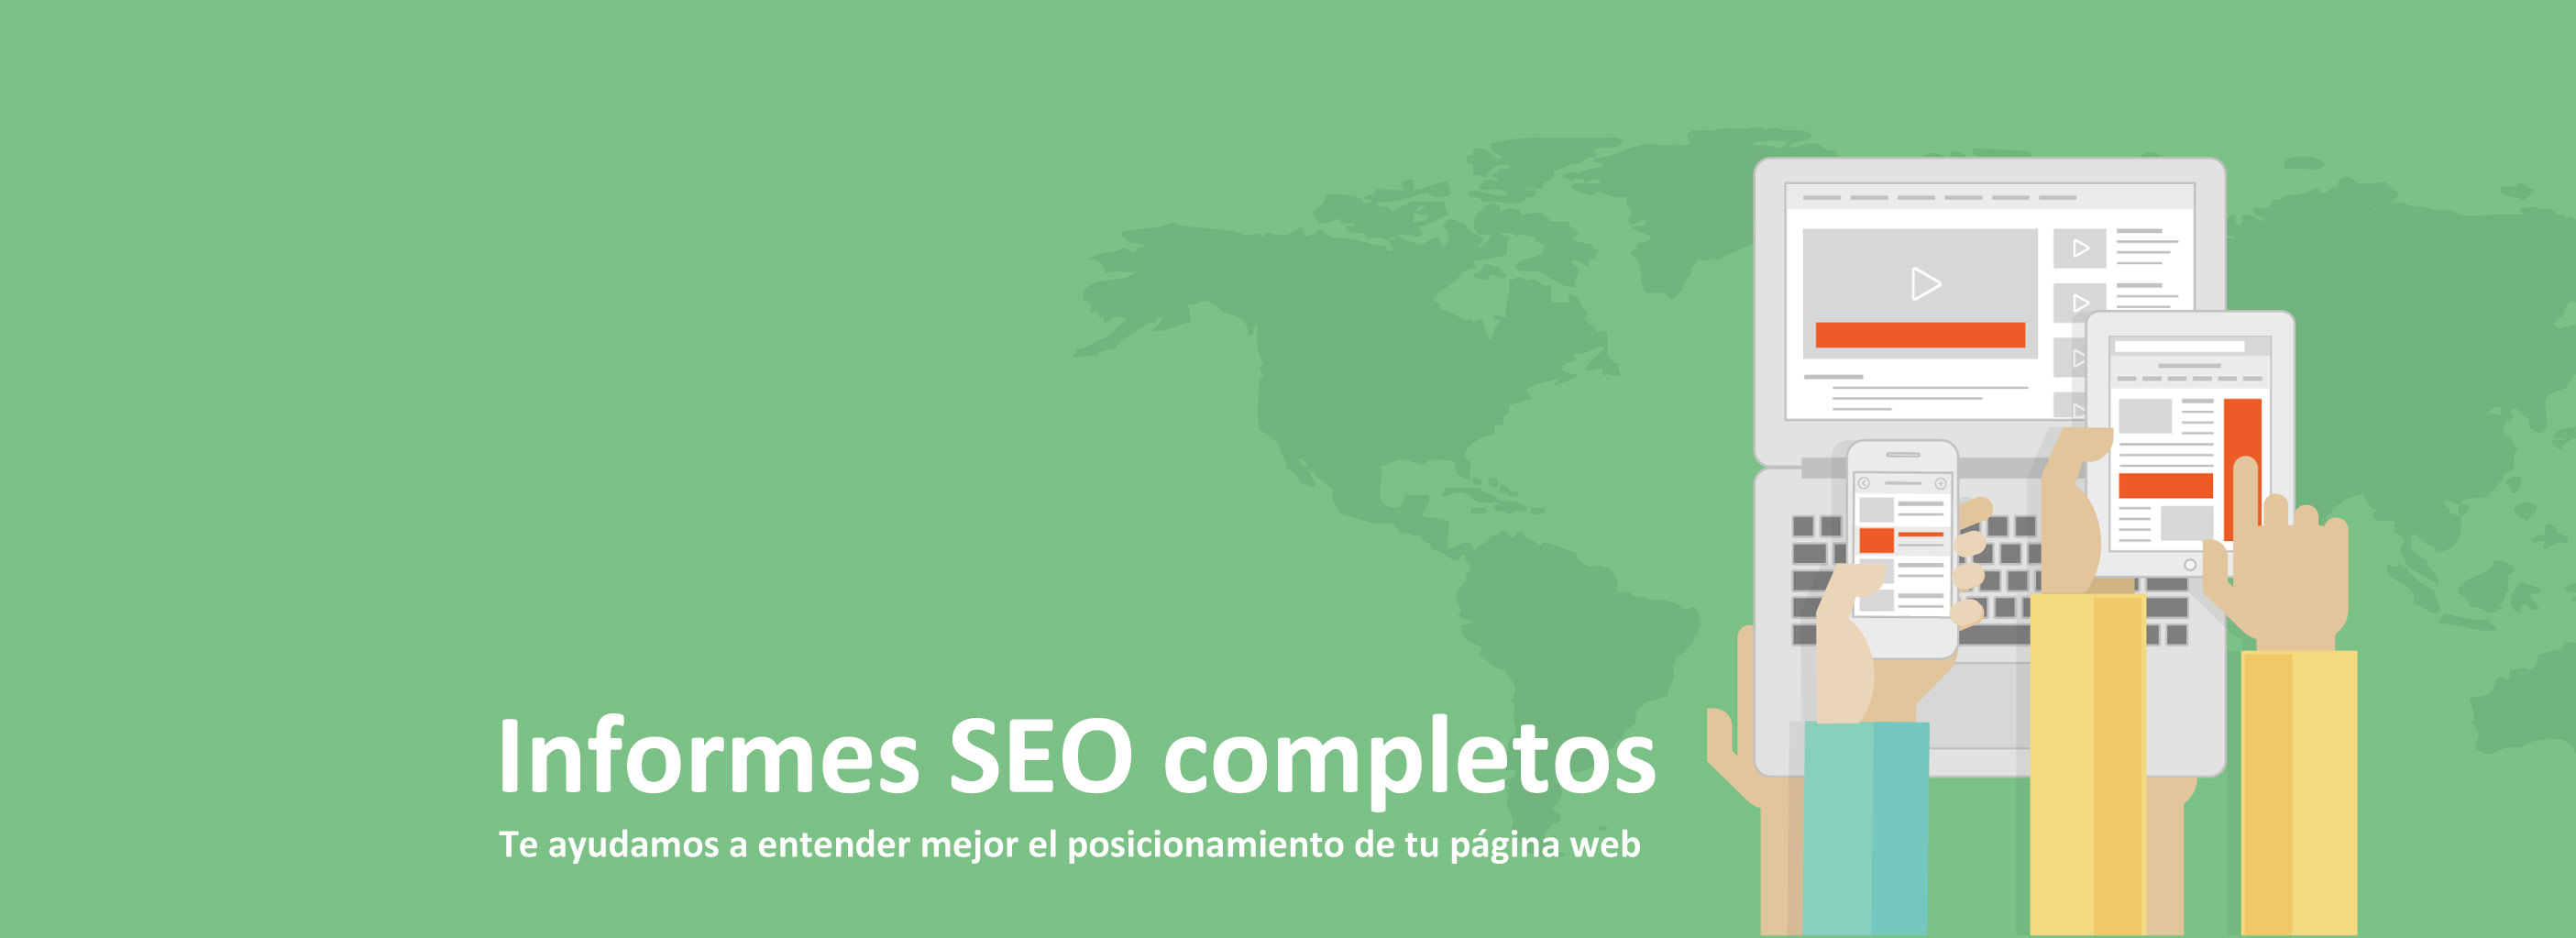 Informes SEO completos
Te ayudamos a entender mejor el posicionamiento de tu página web